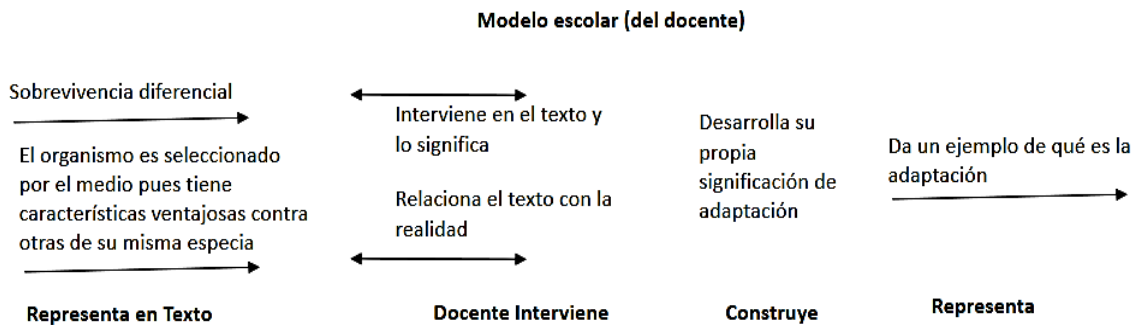 Modelo escolar (del docente)
Sobrevivencia diferencial
El organismo es seleccionado
por el medio pues tiene
características ventajosas contra
otras de su misma especia
Representa en Texto
Interviene en el texto y
lo significa
Relaciona el texto con la
realidad
Docente Interviene
Desarrolla su
propia
significación de
adaptación
Construye
Da un ejemplo de qué es la
adaptación
Representa